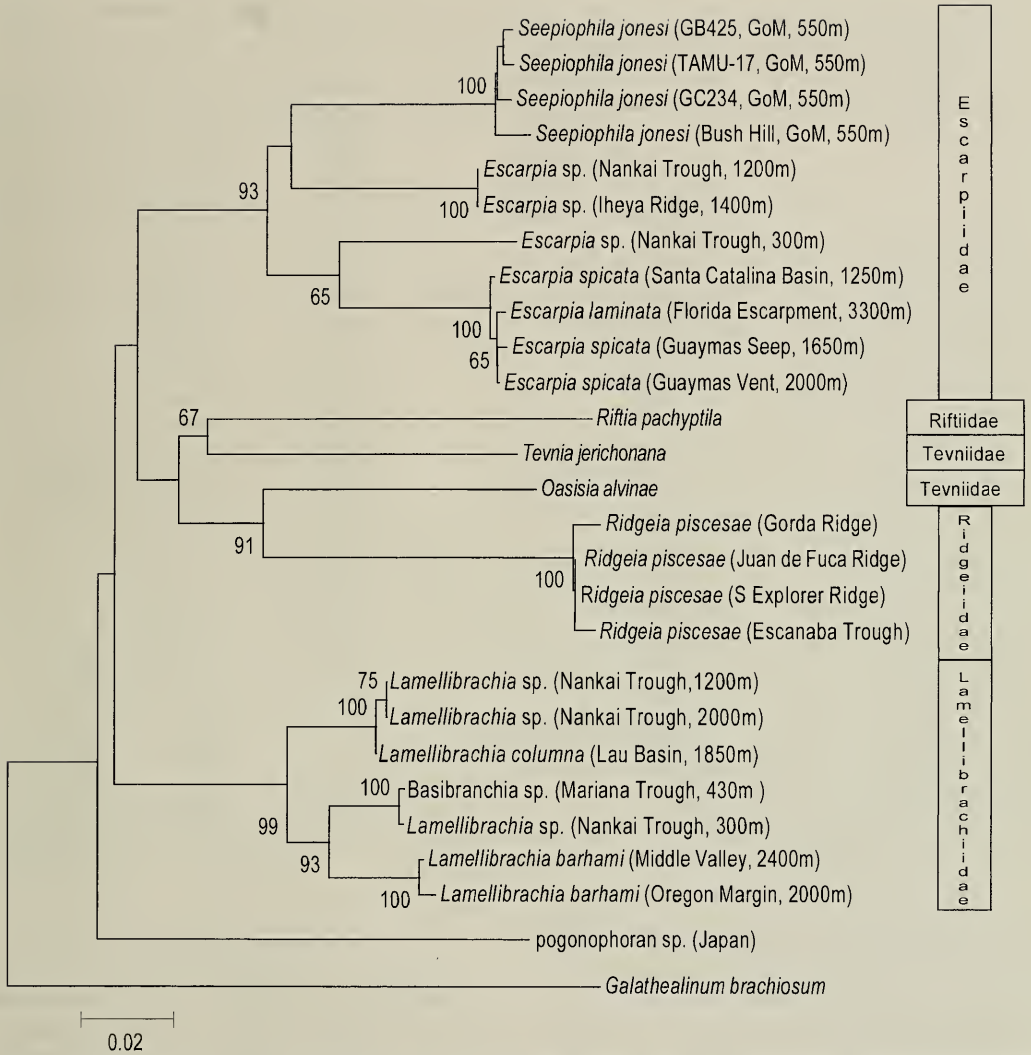 Seepiophila jonesi (GB425, GoM, 550m)
Seepiophila jonesi (TAMU-17, GoM, 550m)
100
Seepiophila jonesi (GC234, GoM, 550m)
Seepiophila jonesi (Bush Hill, GoM, 550m)
Escarpia sp. (Nankai Trough, 1200m)
93
100
Escarpia sp. (Iheya Ridge, 1400m)
Escarpia sp. (Nankai Trough, 300m)
65
Escarpia spicata (Santa Catalina Basin, 1250m)
Escarpia laminata (Florida Escarpment, 3300m)
100
Escarpia spicata (Guaymas Seep, 1650m)
65
Escarpia spicata (Guaymas Vent, 2000m)
Escarpiidae
67
Riftia pachyptila
Riftiidae
Tevnia jerichonana
Tevniidae
Oasisia alvinae
Tevniidae
91
Ridgeia piscesae (Gorda Ridge)
Ridgeia piscesae (Juan de Fuca Ridge)
100
Ridgeia piscesae (S Explorer Ridge)
Ridgeia piscesae (Escanaba Trough)
Ridgeiidae
75
Lamellibrachia sp. (Nankai Trough,1200m)
100
Lamellibrachia sp. (Nankai Trough, 2000m)
Lamellibrachia columna (Lau Basin, 1850m)
100
Basibranchia sp. (Mariana Trough, 430m )
99
Lamellibrachia sp. (Nankai Trough, 300m)
93
Lamellibrachia barhami (Middle Valley, 2400m)
100
Lamellibrachia barhami (Oregon Margin, 2000m)
Lamellibrachiidae
pogonophoran sp. (Japan)
Galathealinum brachiosum
0.02